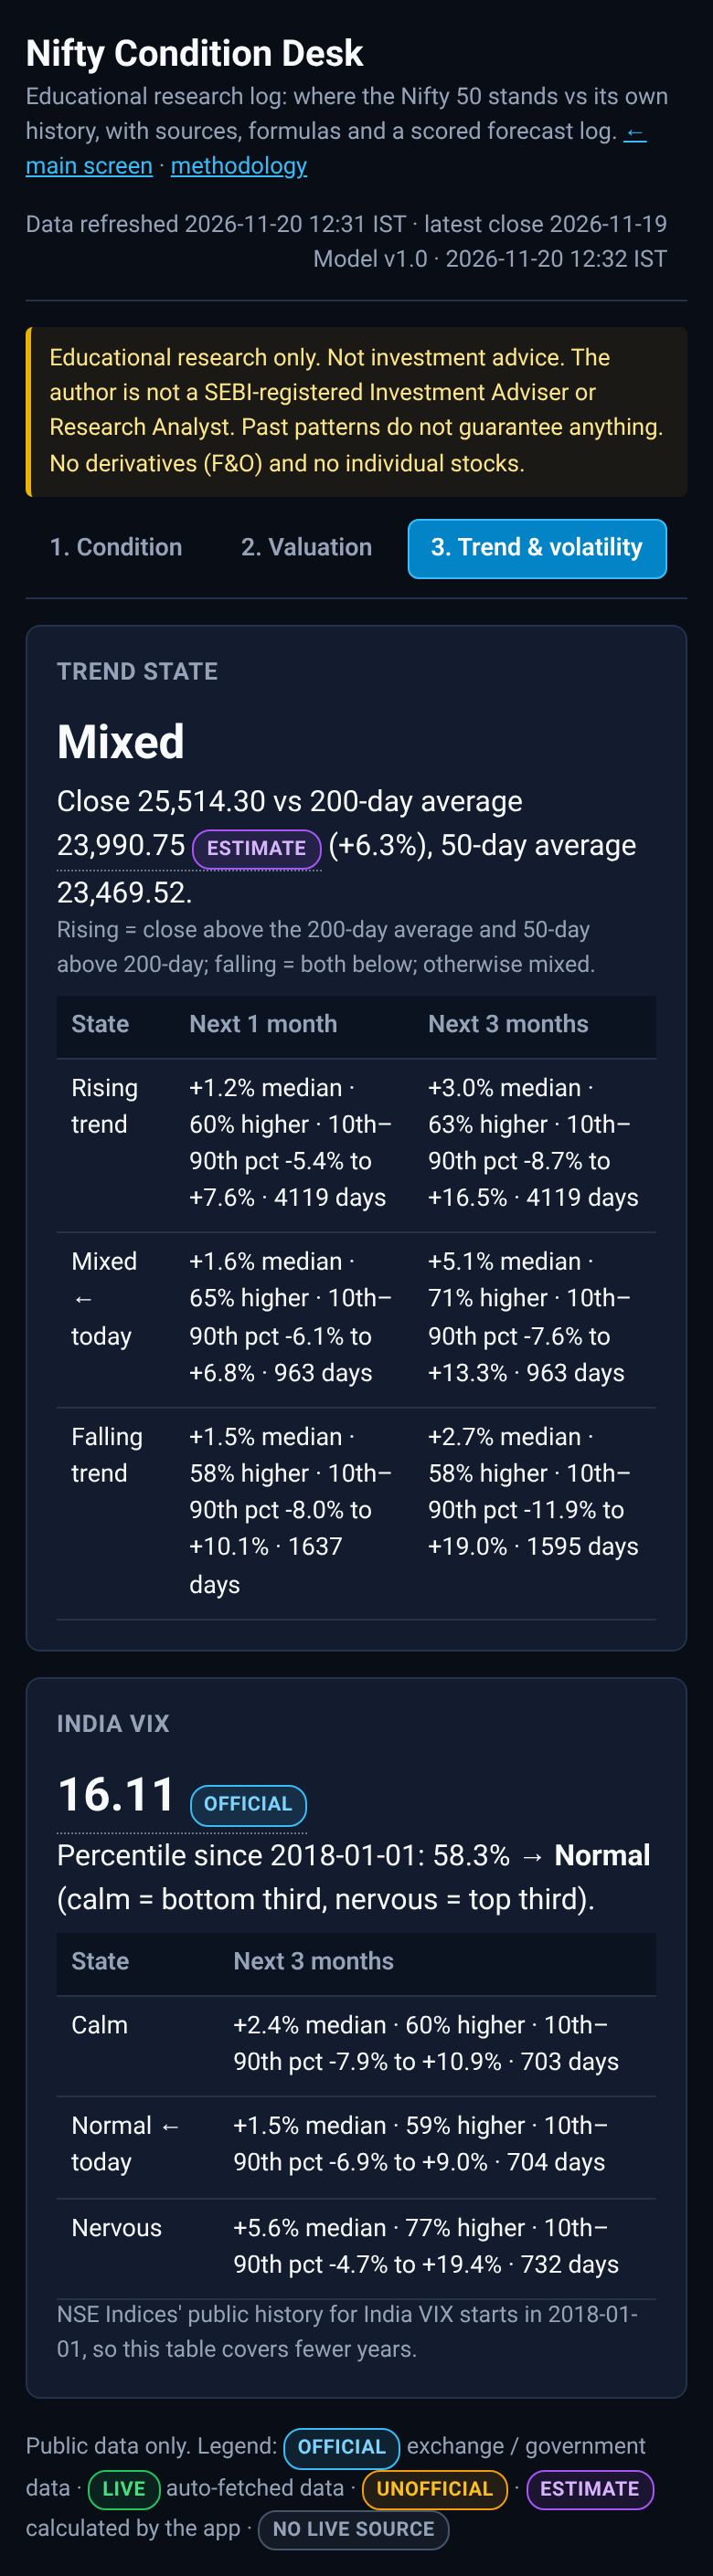 Nifty Condition Desk
Educational research log: where the Nifty 50 stands vs its own
history, with sources, formulas and a scored forecast log. ←
main screen · methodology
Data refreshed 2026-11-20 12:31 IST · latest close 2026-11-19
Model v1.0 · 2026-11-20 12:32 IST
Educational research only. Not investment advice. The
author is not a SEBI-registered Investment Adviser or
Research Analyst. Past patterns do not guarantee anything.
No derivatives (F&O) and no individual stocks.
1. Condition 2. Valuation 3. Trend & volatility
TREND STATE
Mixed
Close 25,514.30 vs 200-day average
23,990.75 ESTIMATE (+6.3%), 50-day average
23,469.52.
Rising = close above the 200-day average and 50-day
above 200-day; falling = both below; otherwise mixed.
State Next 1 month Next 3 months
Rising +1.2% median · +3.0% median ·
trend 60% higher · 10th– 63% higher · 10th–
90th pct -5.4% to 90th pct -8.7% to
+7.6% · 4119 days +16.5% · 4119 days
Mixed +1.6% median · +5.1% median ·
← 65% higher · 10th– 71% higher · 10th–
today 90th pct -6.1% to 90th pct -7.6% to
+6.8% · 963 days +13.3% · 963 days
Falling +1.5% median · +2.7% median ·
trend 58% higher · 10th– 58% higher · 10th–
90th pct -8.0% to 90th pct -11.9% to
+10.1% · 1637 +19.0% · 1595 days
days
INDIA VIX
16.11 OFFICIAL
Percentile since 2018-01-01: 58.3% → Normal
(calm = bottom third, nervous = top third).
State Next 3 months
Calm +2.4% median · 60% higher · 10th–
90th pct -7.9% to +10.9% · 703 days
Normal ← +1.5% median · 59% higher · 10th–
today 90th pct -6.9% to +9.0% · 704 days
Nervous +5.6% median · 77% higher · 10th–
90th pct -4.7% to +19.4% · 732 days
NSE Indices' public history for India VIX starts in 2018-01-
01, so this table covers fewer years.
Public data only. Legend: OFFICIAL exchange / government
data · LIVE auto-fetched data · UNOFFICIAL · ESTIMATE
calculated by the app · NO LIVE SOURCE